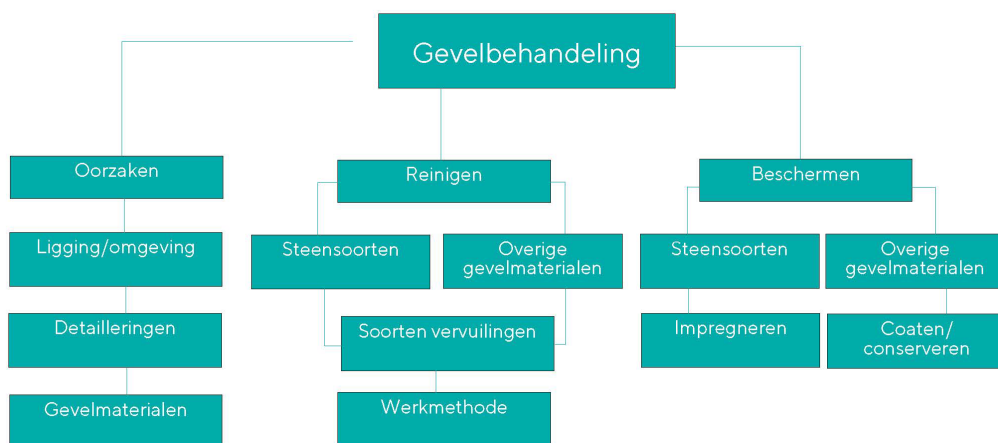 Gevelbehandeling
Oorzaken
Reinigen
Beschermen
Ligging/omgeving
Steensoorten
Overige
gevelmaterialen
Steensoorten
Overige
gevelmaterialen
Detailleringen
Soorten vervuilingen
Impregneren
Coaten/
conserveren
Gevelmaterialen
Werkmethode